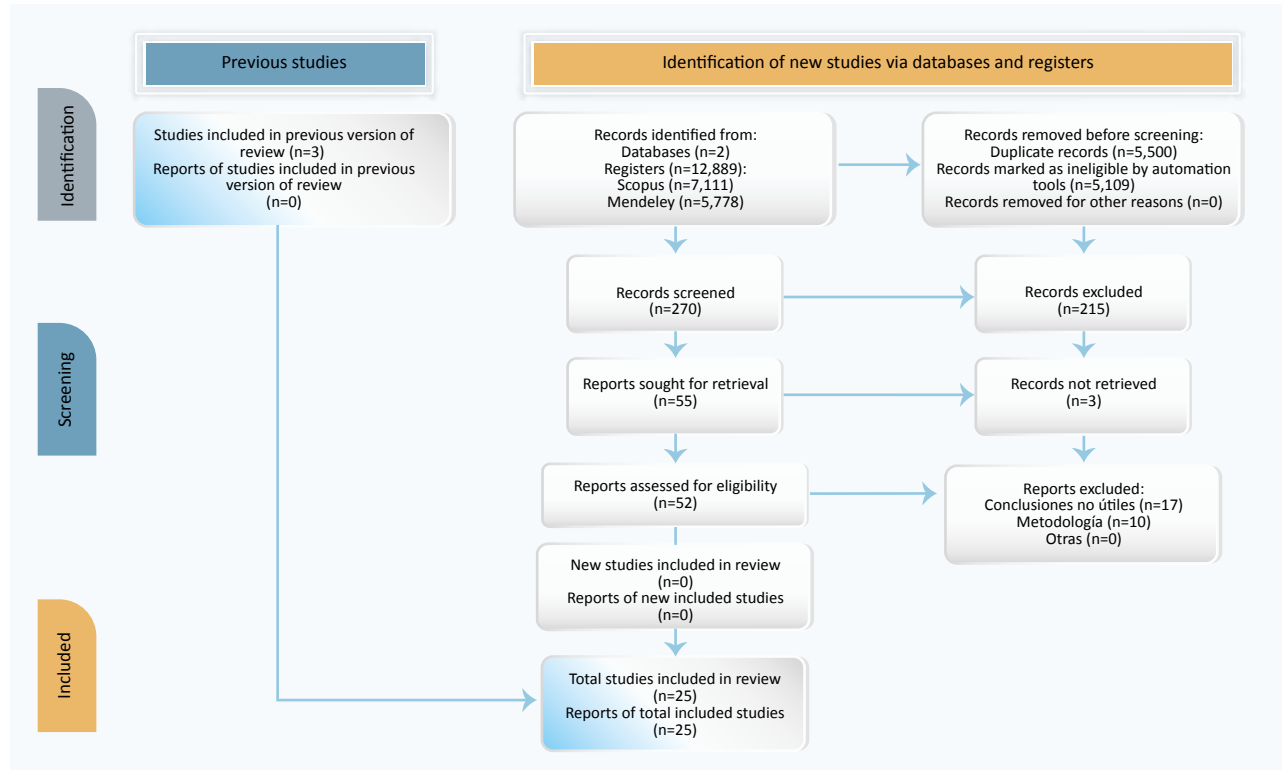 Previous studies
Identification of new studies via databases and registers
Identification
Studies included in previous version of
review (n=3)
Reports of studies included in previous
version of review
(n=0)
Records identified from:
Databases (n=2)
Registers (n=12,889):
Scopus (n=7,111)
Mendeley (n=5,778)
Records removed before screening:
Duplicate records (n=5,500)
Records marked as ineligible by automation
tools (n=5,109)
Records removed for other reasons (n=0)
Screening
Records screened
(n=270)
Records excluded
(n=215)
Reports sought for retrieval
(n=55)
Records not retrieved
(n=3)
Reports assessed for eligibility
(n=52)
Reports excluded:
Conclusiones no útiles (n=17)
Metodología (n=10)
Otras (n=0)
New studies included in review
(n=0)
Reports of new included studies
(n=0)
Included
Total studies included in review
(n=25)
Reports of total included studies
(n=25)